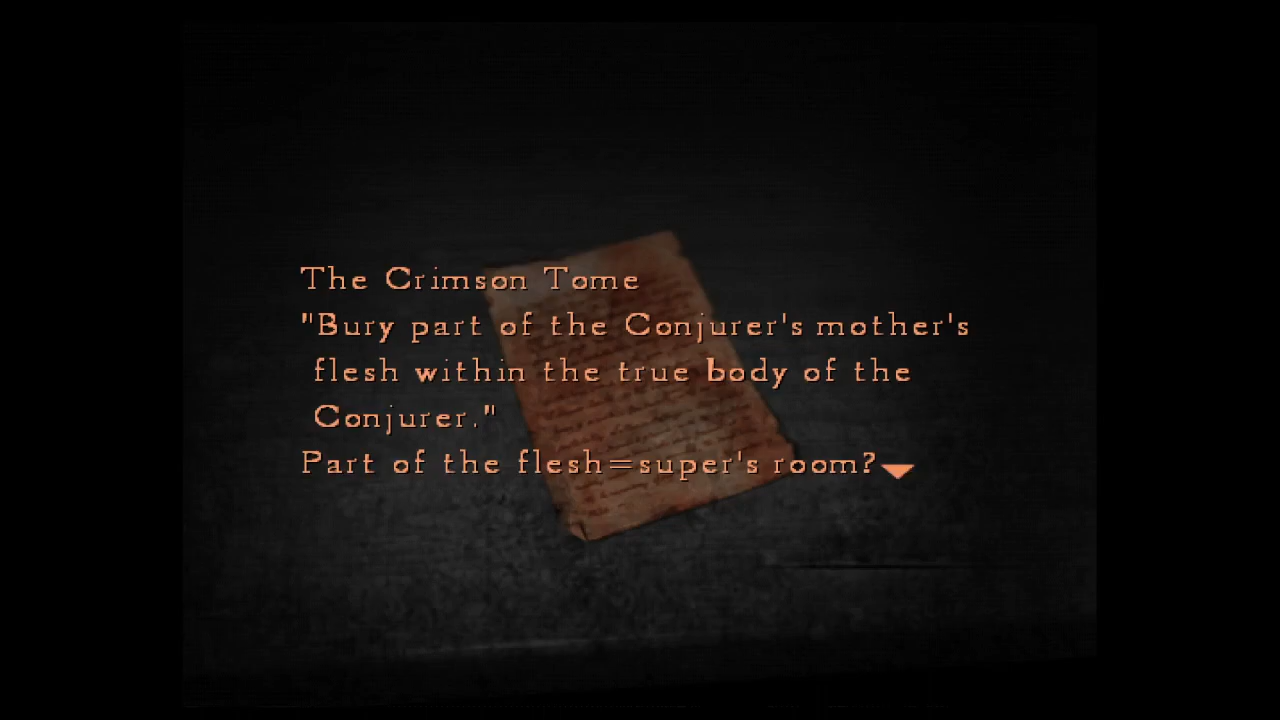 The Crimson Tome
"Bury part of the Conjurer's mother's
flesh within the true body of the
Conjurer."
Part of the flesh=super's room?